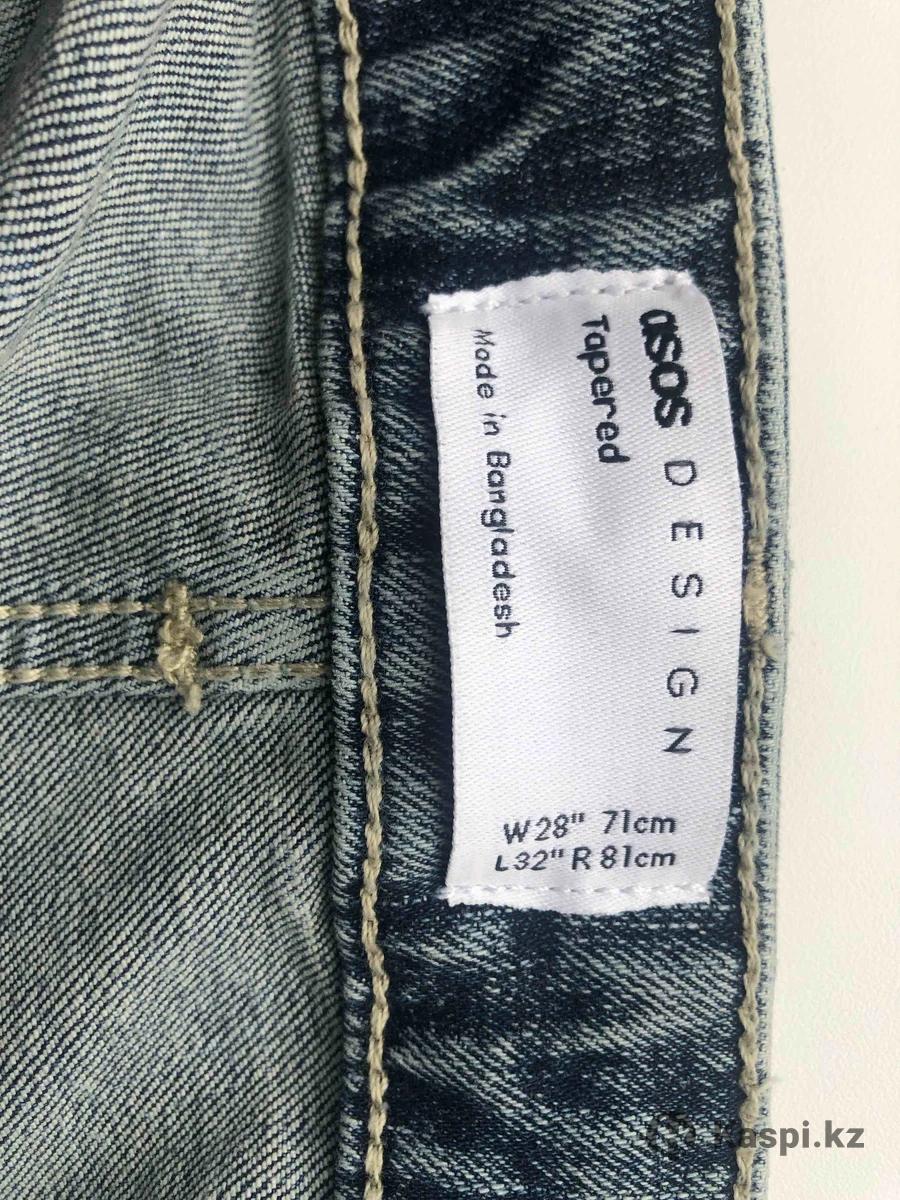 asos DESIGN
Tapered
Made in Bangladesh
W28" 71cm
L32" R 81cm
Kaspi.kz